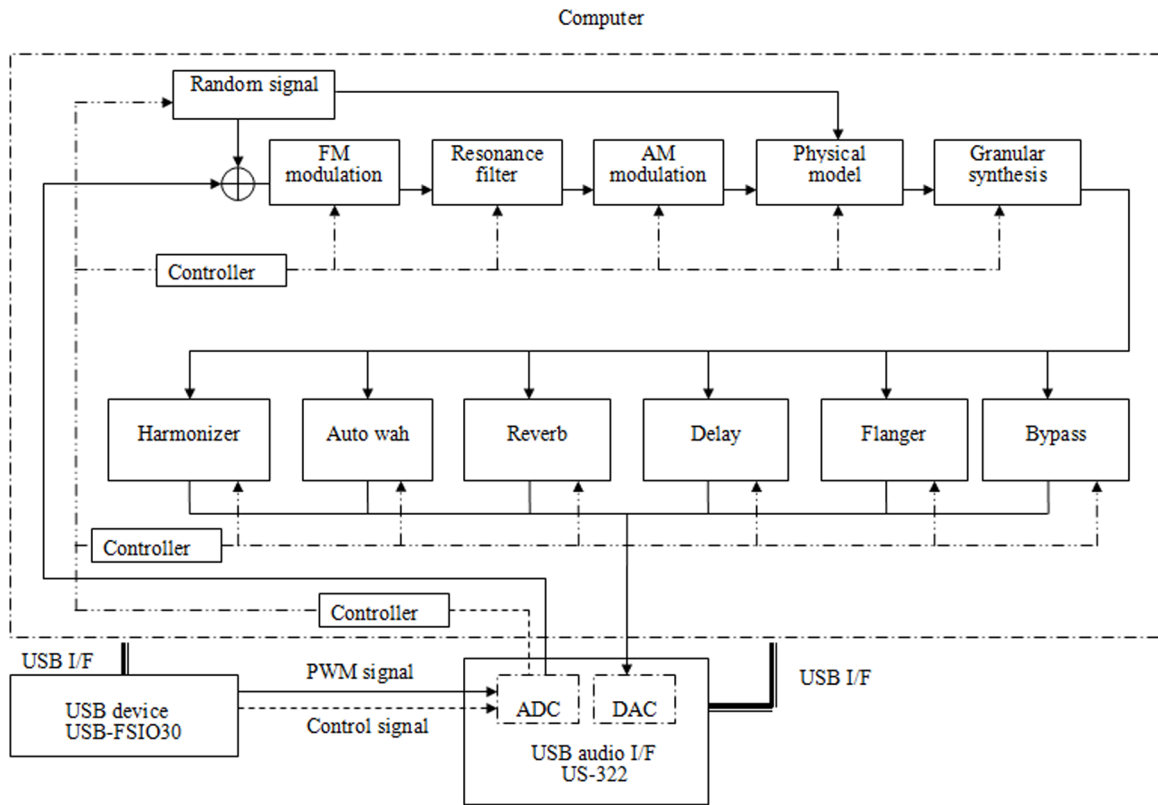 Computer
Random signal
FM
modulation
Resonance
filter
AM
modulation
Physical
model
Granular
synthesis
Controller
Harmonizer
Auto wah
Reverb
Delay
Flanger
Bypass
Controller
Controller
USB I/F
PWM signal
USB I/F
USB device
USB-FSIO30
Control signal
ADC
DAC
USB audio I/F
US-322